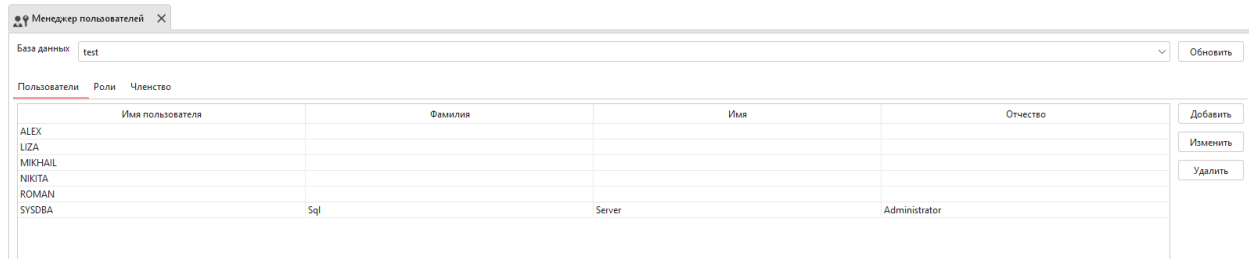 Менеджер пользователей
База данных test Обновить
Пользователи Роли Членство
Имя пользователя Фамилия Имя Отчество Добавить
ALEX
LIZA Изменить
MIKHAIL
NIKITA Удалить
ROMAN
SYSDBA Sql Server Administrator